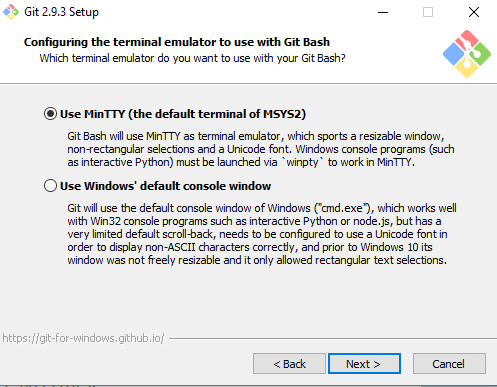 Git 2.9.3 Setup
Configuring the terminal emulator to use with Git Bash
Which terminal emulator do you want to use with your Git Bash?
Use MinTTY (the default terminal of MSYS2)
Git Bash will use MinTTY as terminal emulator, which sports a resizable window,
non-rectangular selections and a Unicode font. Windows console programs (such
as interactive Python) must be launched via `winpty` to work in MinTTY.
Use Windows' default console window
Git will use the default console window of Windows ("cmd.exe"), which works well
with Win32 console programs such as interactive Python or node.js, but has a
very limited default scroll-back, needs to be configured to use a Unicode font in
order to display non-ASCII characters correctly, and prior to Windows 10 its
window was not freely resizable and it only allowed rectangular text selections.
https://git-for-windows.github.io/
< Back
Next >
Cancel